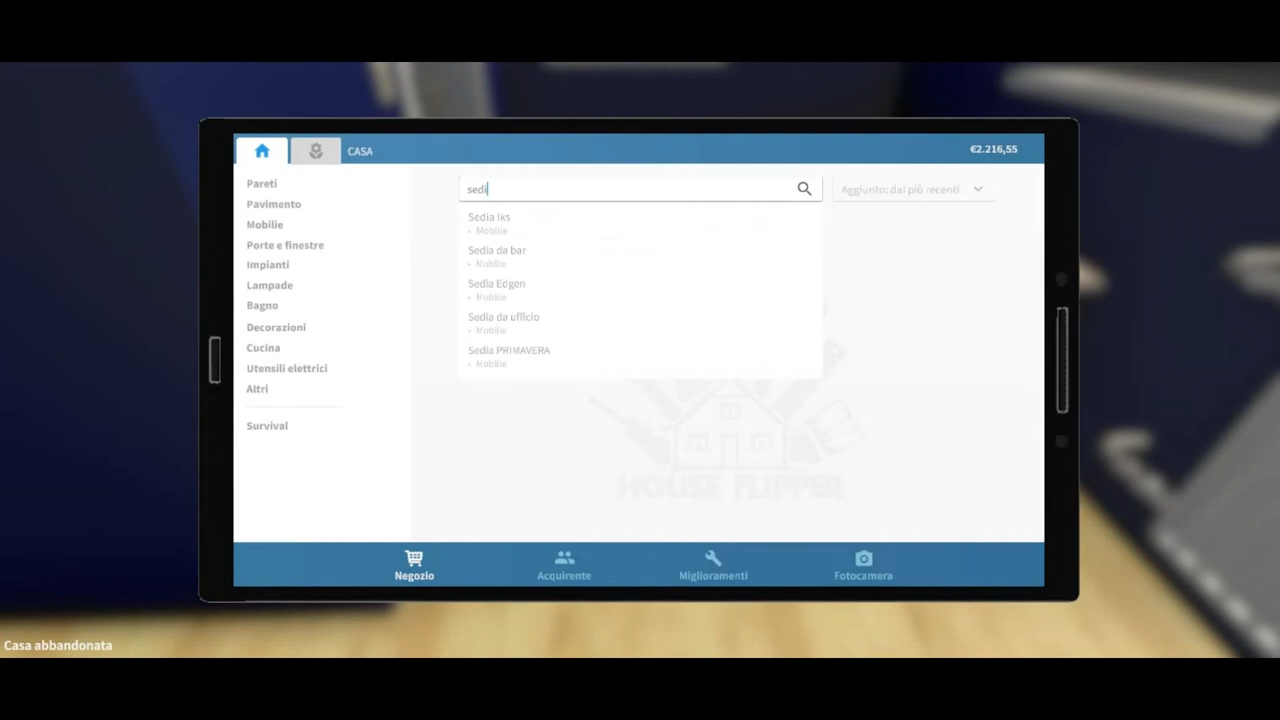 CASA
€2.216,55
Pareti
Pavimento
Mobilie
Porte e finestre
Impianti
Lampade
Bagno
Decorazioni
Cucina
Utensili elettrici
Altri
Survival
sedi
Aggiunto: dai più recenti
Sedia Iks
• Mobilie
Sedia da bar
• Mobilie
Sedia Edgen
• Mobilie
Sedia da ufficio
• Mobilie
Sedia PRIMAVERA
• Mobilie
HOUSE FLIPPER
Negozio
Acquirente
Miglioramenti
Fotocamera
Casa abbandonata